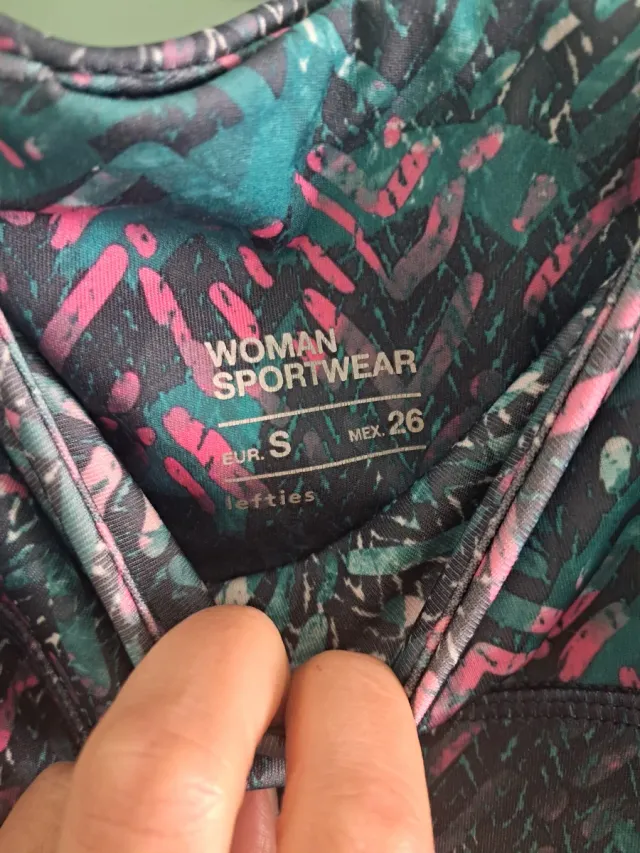 WOMAN
SPORTWEAR
EUR. S MEX. 26
lefties